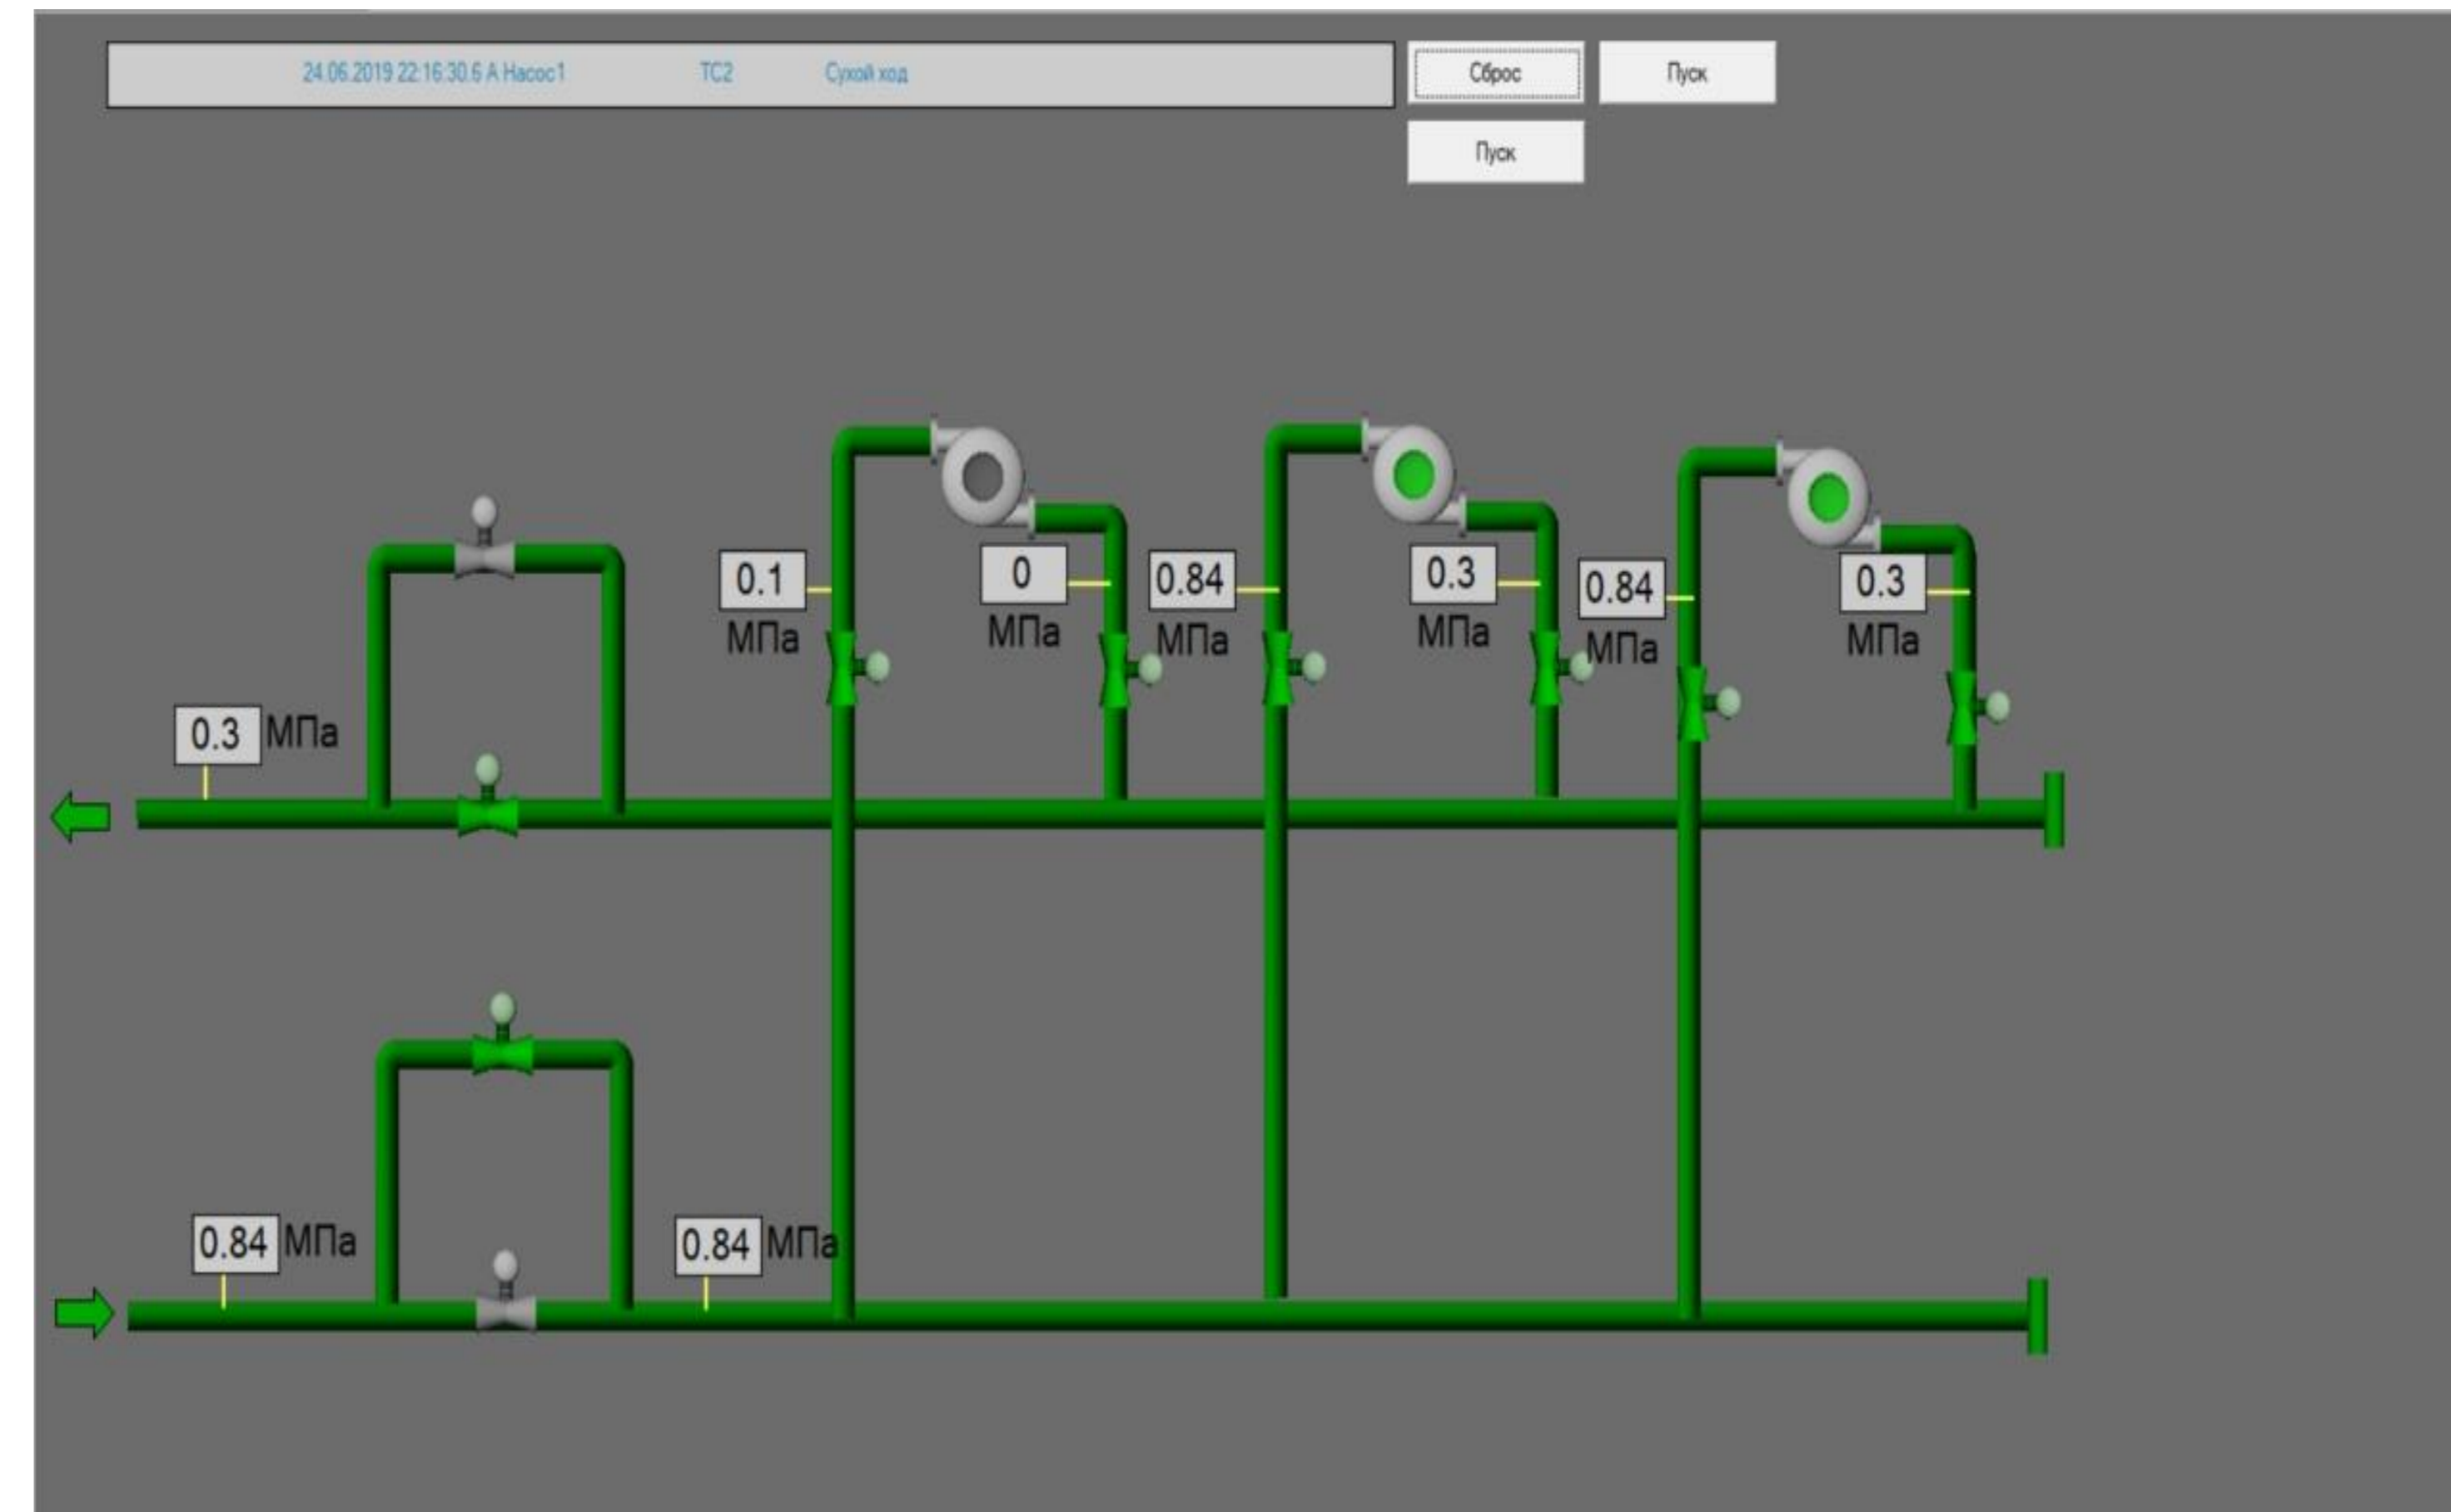 24.06.2019 22:16:30.6 А Насос1 ТС2 Сухой ход
Сброс
Пуск
Пуск
0.1
МПа
0
МПа
0.84
МПа
0.3
МПа
0.84
МПа
0.3
МПа
0.3 МПа
0.84 МПа
0.84 МПа